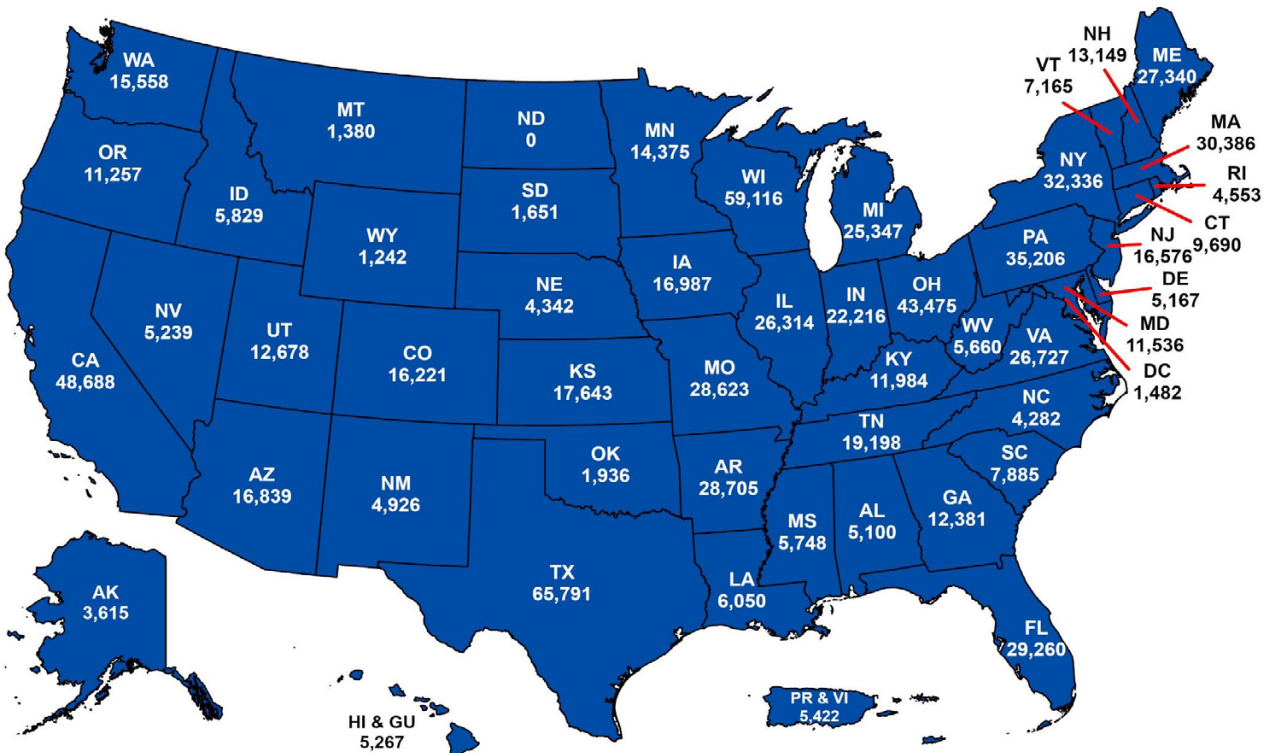 NH
13,149
VT
7,165
ME
27,340
WA
15,558
MT
1,380
ND
0
MN
14,375
MA
30,386
OR
11,257
ID
5,829
SD
1,651
WI
59,116
NY
32,336
RI
4,553
MI
25,347
CT
9,690
WY
1,242
PA
35,206
NJ
16,576
IA
16,987
NE
4,342
OH
43,475
DE
5,167
NV
5,239
UT
12,678
IL
26,314
IN
22,216
WV
5,660
MD
11,536
VA
26,727
CA
48,688
CO
16,221
KS
17,643
MO
28,623
KY
11,984
DC
1,482
NC
4,282
TN
19,198
OK
1,936
AR
28,705
SC
7,885
AZ
16,839
NM
4,926
MS
5,748
AL
5,100
GA
12,381
TX
65,791
LA
6,050
AK
3,615
FL
29,260
HI & GU
5,267
PR & VI
5,422